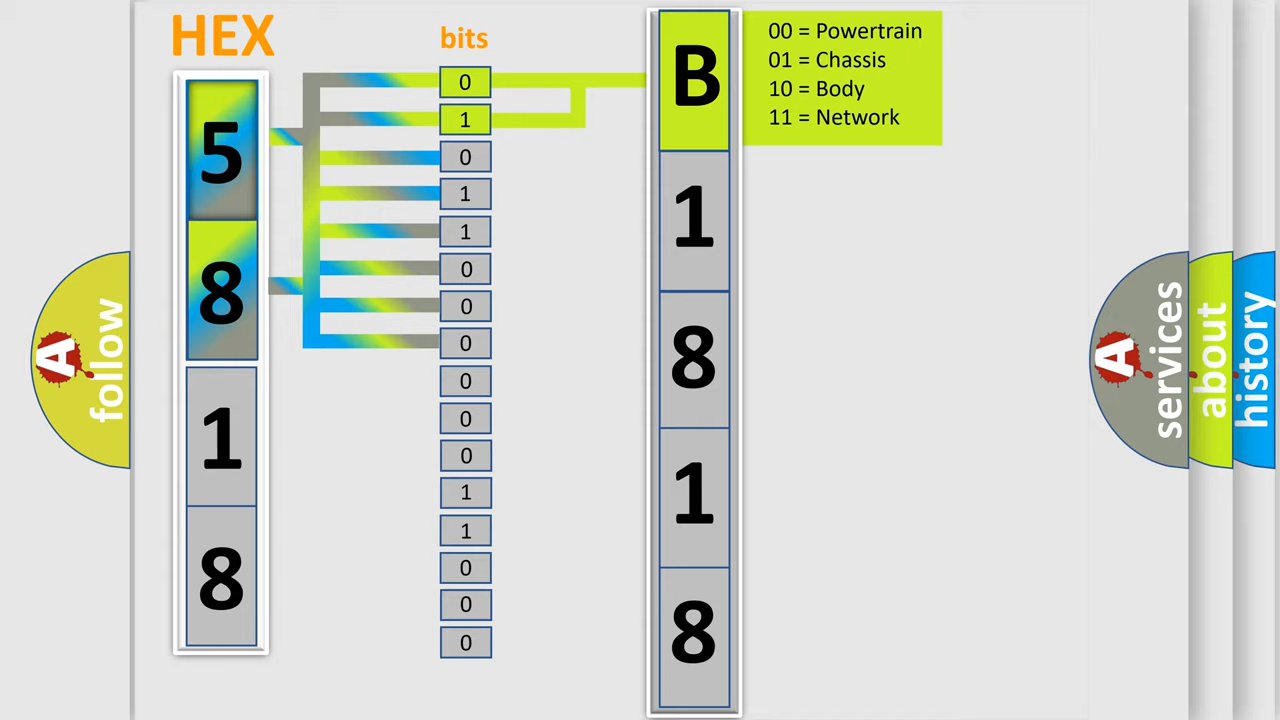 HEX
bits
5
8
1
8
0
1
0
1
1
0
0
0
0
0
0
1
1
0
0
0
B
1
8
1
8
00 = Powertrain
01 = Chassis
10 = Body
11 = Network
A
follow
A
services
about
history